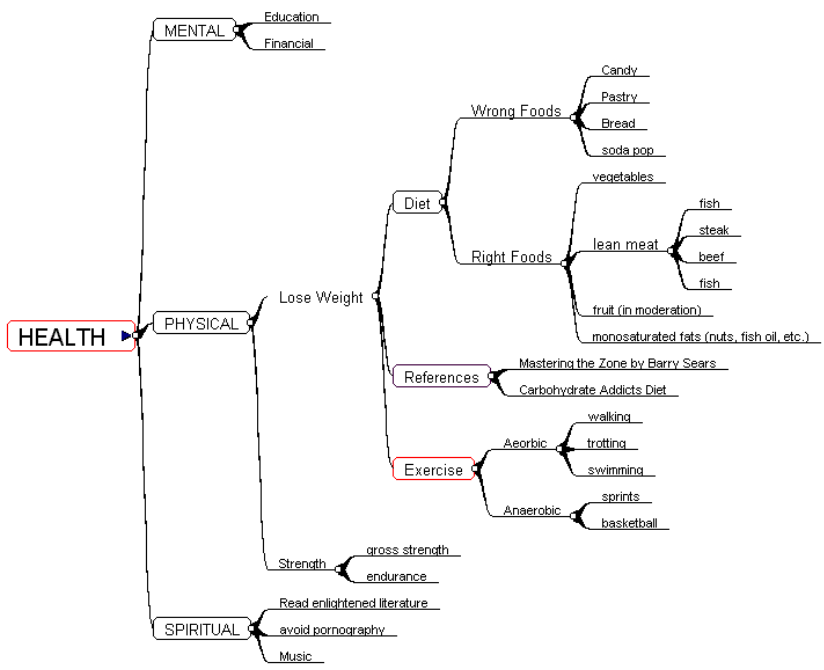 Education
MENTAL
Financial
Candy
Pastry
Wrong Foods
Bread
soda pop
vegetables
Diet
fish
steak
lean meat
beef
Right Foods
fish
Lose Weight
fruit (in moderation)
PHYSICAL
HEALTH
monosaturated fats (nuts, fish oil, etc.)
Mastering the Zone by Barry Sears
References
Carbohydrate Addicts Diet
walking
Aeorbic
trotting
Exercise
swimming
sprints
Anaerobic
basketball
gross strength
Strength
endurance
Read enlightened literature
SPIRITUAL
avoid pornography
Music